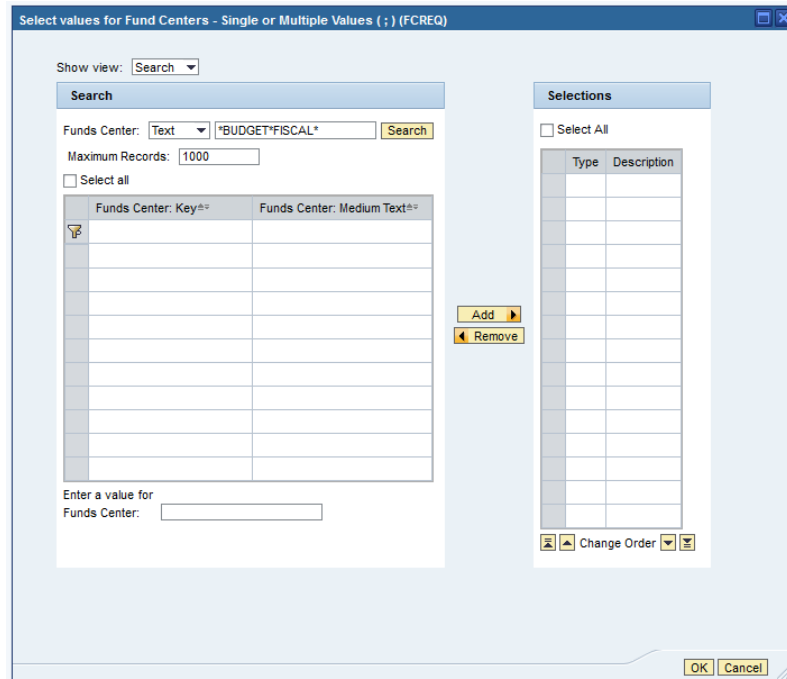 Select values for Fund Centers - Single or Multiple Values ( ; ) (FCREQ)
Show view: Search
Search
Funds Center: Text *BUDGET*FISCAL* Search
Maximum Records: 1000
Select all
Funds Center: Key Funds Center: Medium Text
Enter a value for
Funds Center:
Add
Remove
Selections
Select All
Type Description
Change Order
OK Cancel